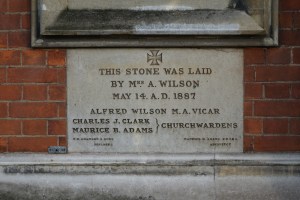 THIS STONE WAS LAID
BY MRS A. WILSON
MAY 14. A.D. 1887
ALFRED WILSON M.A. VICAR
CHARLES J. CLARK
MAURICE B. ADAMS
CHURCHWARDENS